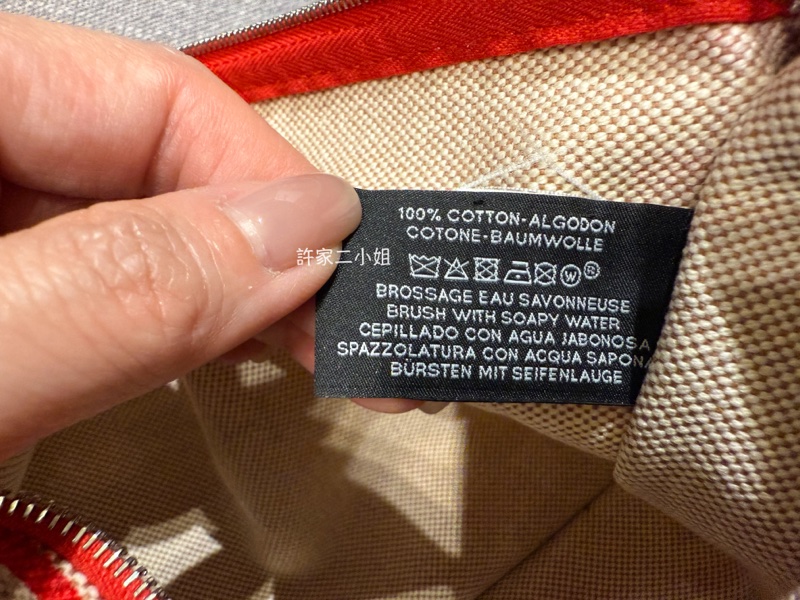 100% COTTON-ALGODON
COTONE-BAUMWOLLE
許家二小姐
W®
BROSSAGE EAU SAVONNEUSE
BRUSH WITH SOAPY WATER
CEPILLADO CON AGUA JABONOSA
SPAZZOLATURA CON ACQUA SAPONA
BÜRSTEN MIT SEIFENLAUGE